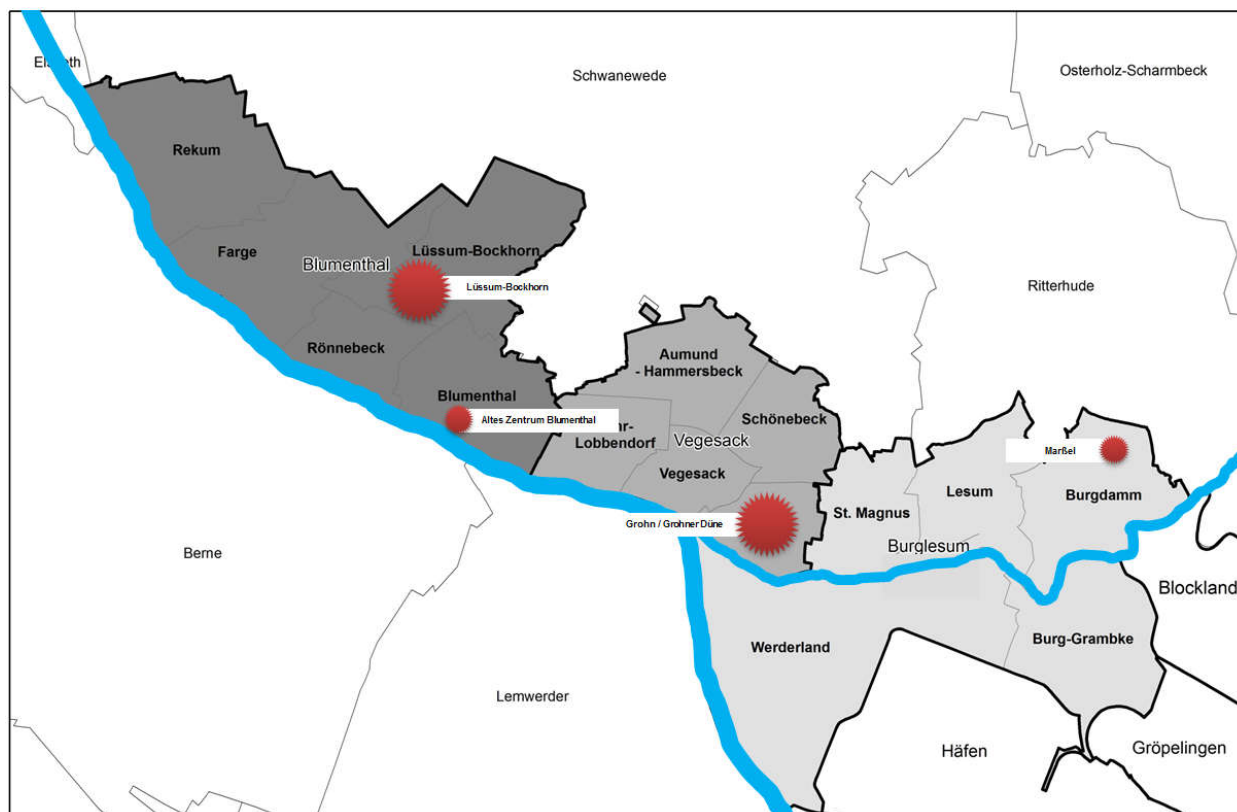 Elsfleth
Schwanewede
Osterholz-Scharmbeck
Rekum
Farge
Lüssum-Bockhorn
Blumenthal
Lüssum-Bockhorn
Ritterhude
Rönnebeck
Aumund
- Hammersbeck
Blumenthal
Altes Zentrum Blumenthal
Schönebeck
Lobbendorf
Vegesack
Vegesack
Marßel
Lesum
Burgdamm
St. Magnus
Grohn / Grohner Düne
Burglesum
Berne
Blockland
Werderland
Burg-Grambke
Lemwerder
Häfen
Gröpelingen